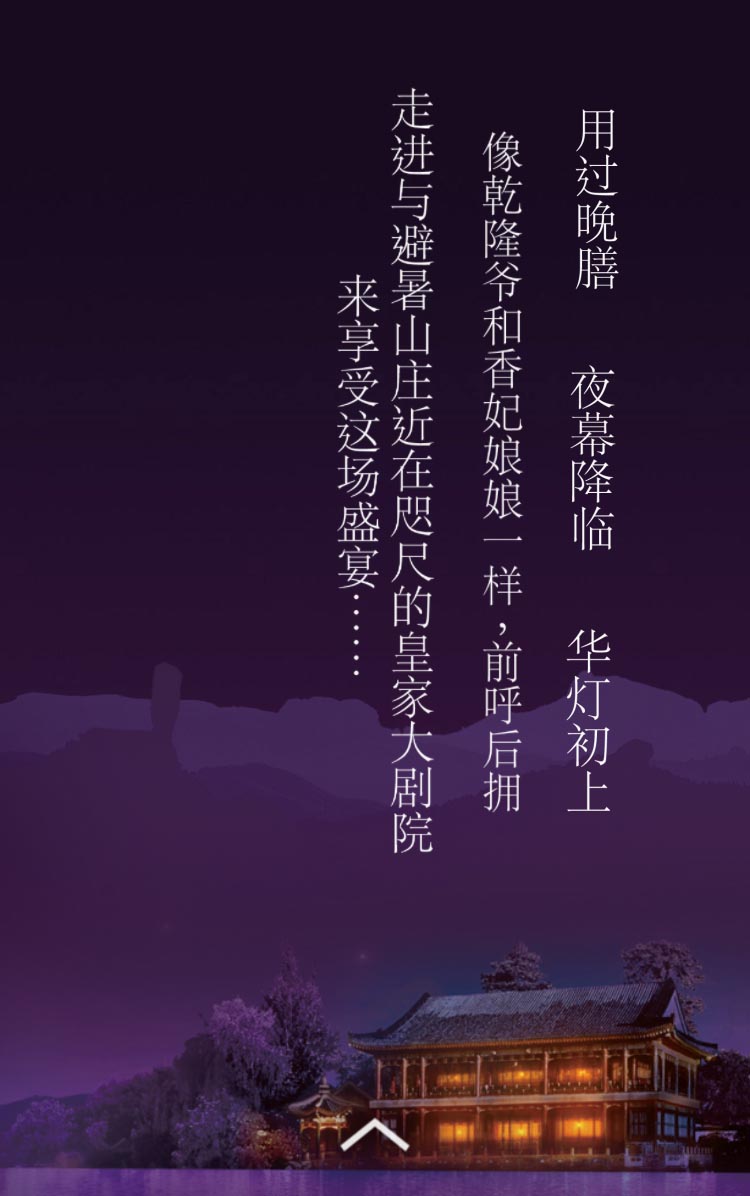 用过晚膳 夜幕降临 华灯初上
像乾隆爷和香妃娘娘一样，前呼后拥
走进与避暑山庄近在咫尺的皇家大剧院
来享受这场盛宴……